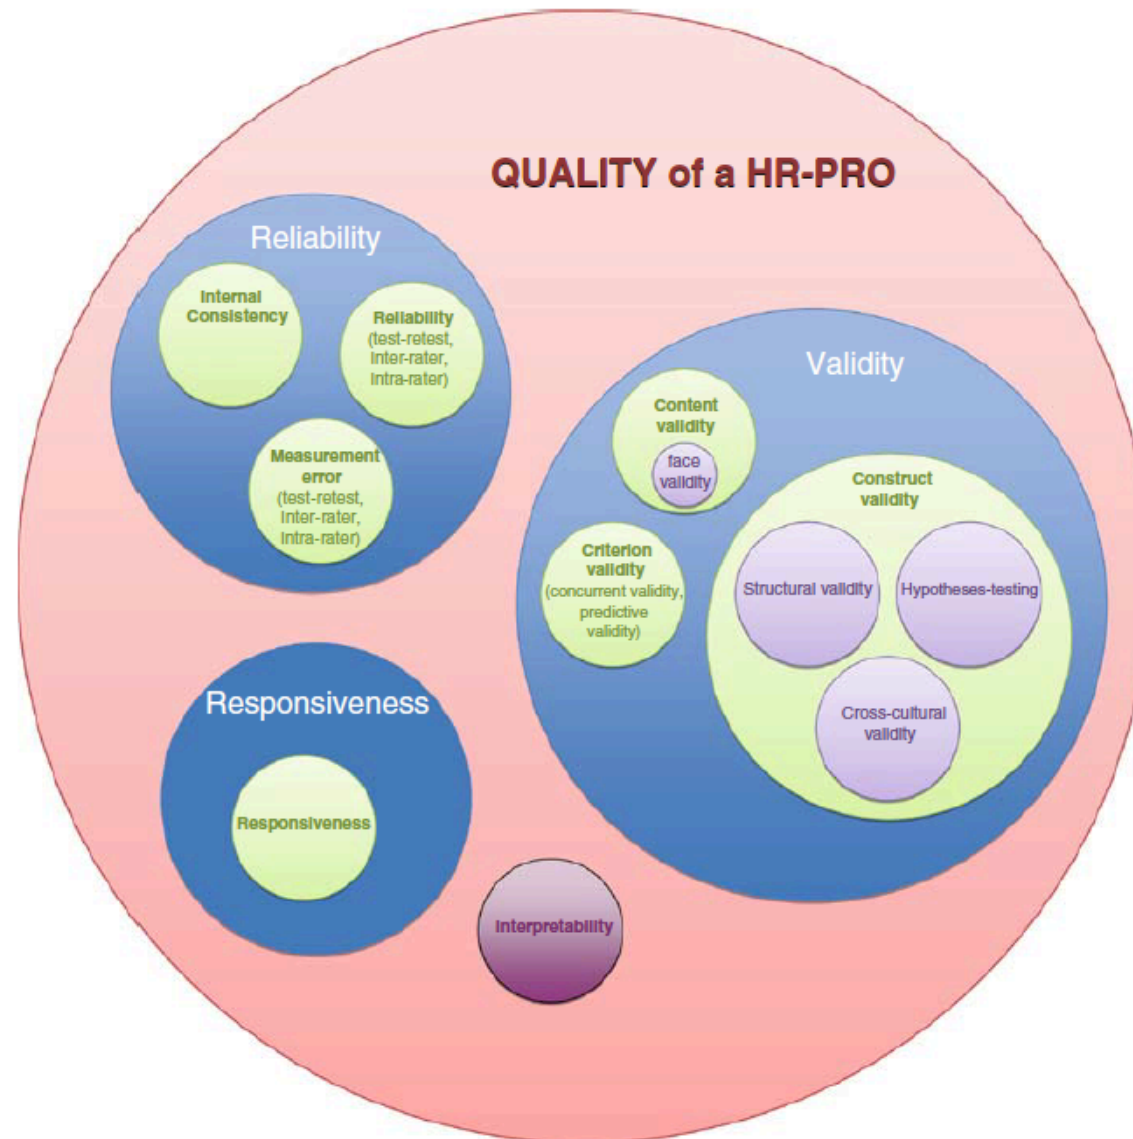 QUALITY of a HR-PRO
Reliability
Internal
Consistency
Reliability
(test-retest,
inter-rater,
intra-rater)
Measurement
error
(test-retest,
inter-rater,
intra-rater)
Validity
Content
validity
face
validity
Construct
validity
Criterion
validity
(concurrent validity,
predictive
validity)
Structural validity
Hypotheses-testing
Cross-cultural
validity
Responsiveness
Responsiveness
Interpretability